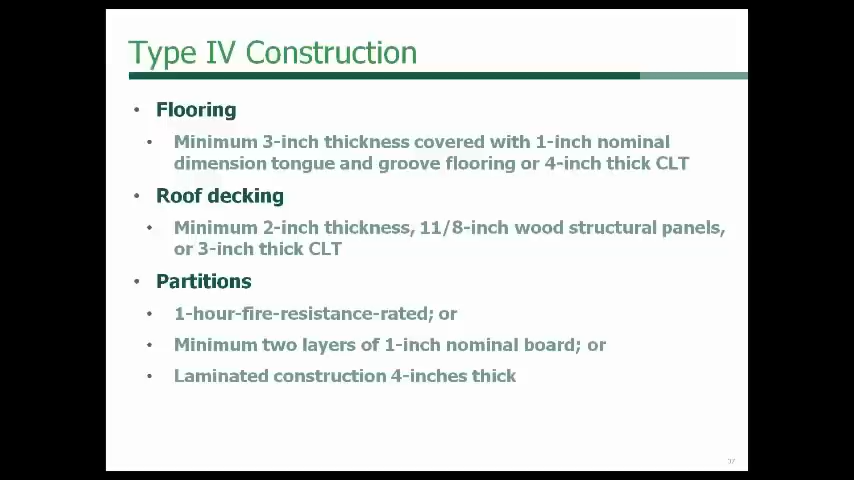 Type IV Construction
• Flooring
• Minimum 3-inch thickness covered with 1-inch nominal
dimension tongue and groove flooring or 4-inch thick CLT
• Roof decking
• Minimum 2-inch thickness, 11/8-inch wood structural panels,
or 3-inch thick CLT
• Partitions
• 1-hour-fire-resistance-rated; or
• Minimum two layers of 1-inch nominal board; or
• Laminated construction 4-inches thick
37